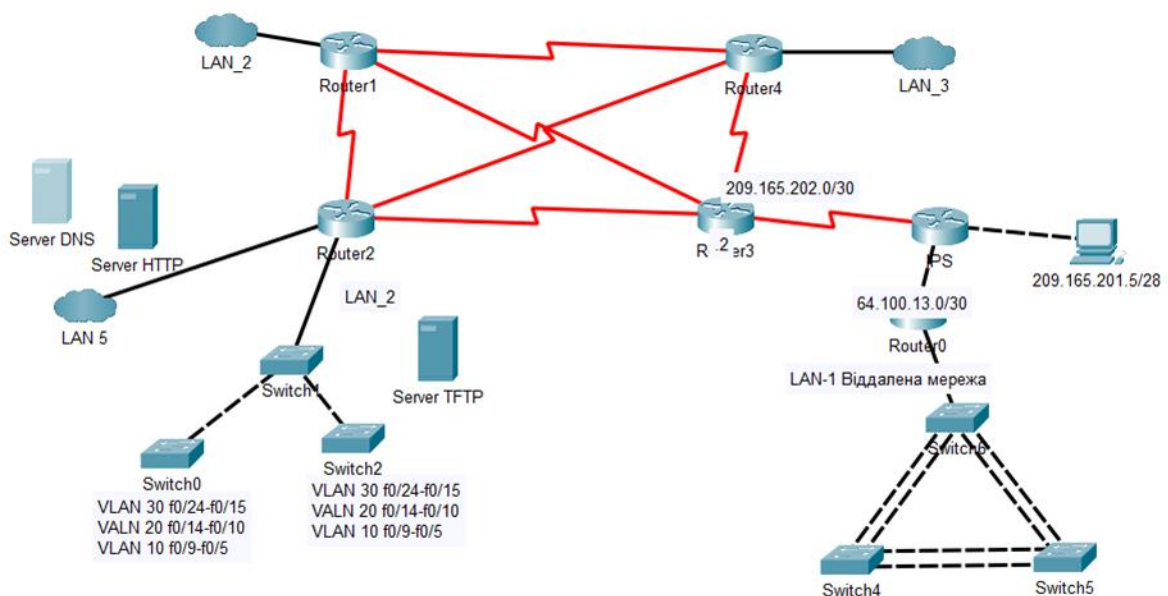 LAN_2
Router1
Router4
LAN_3
209.165.202.0/30
Server DNS
Server HTTP
Router2
.2
IPS
209.165.201.5/28
LAN 5
LAN_2
64.100.13.0/30
Router0
Switch1
Server TFTP
LAN-1 Віддалена мережа
Switch6
Switch0
VLAN 30 f0/24-f0/15
VALN 20 f0/14-f0/10
VLAN 10 f0/9-f0/5
Switch2
VLAN 30 f0/24-f0/15
VALN 20 f0/14-f0/10
VLAN 10 f0/9-f0/5
Switch4
Switch5